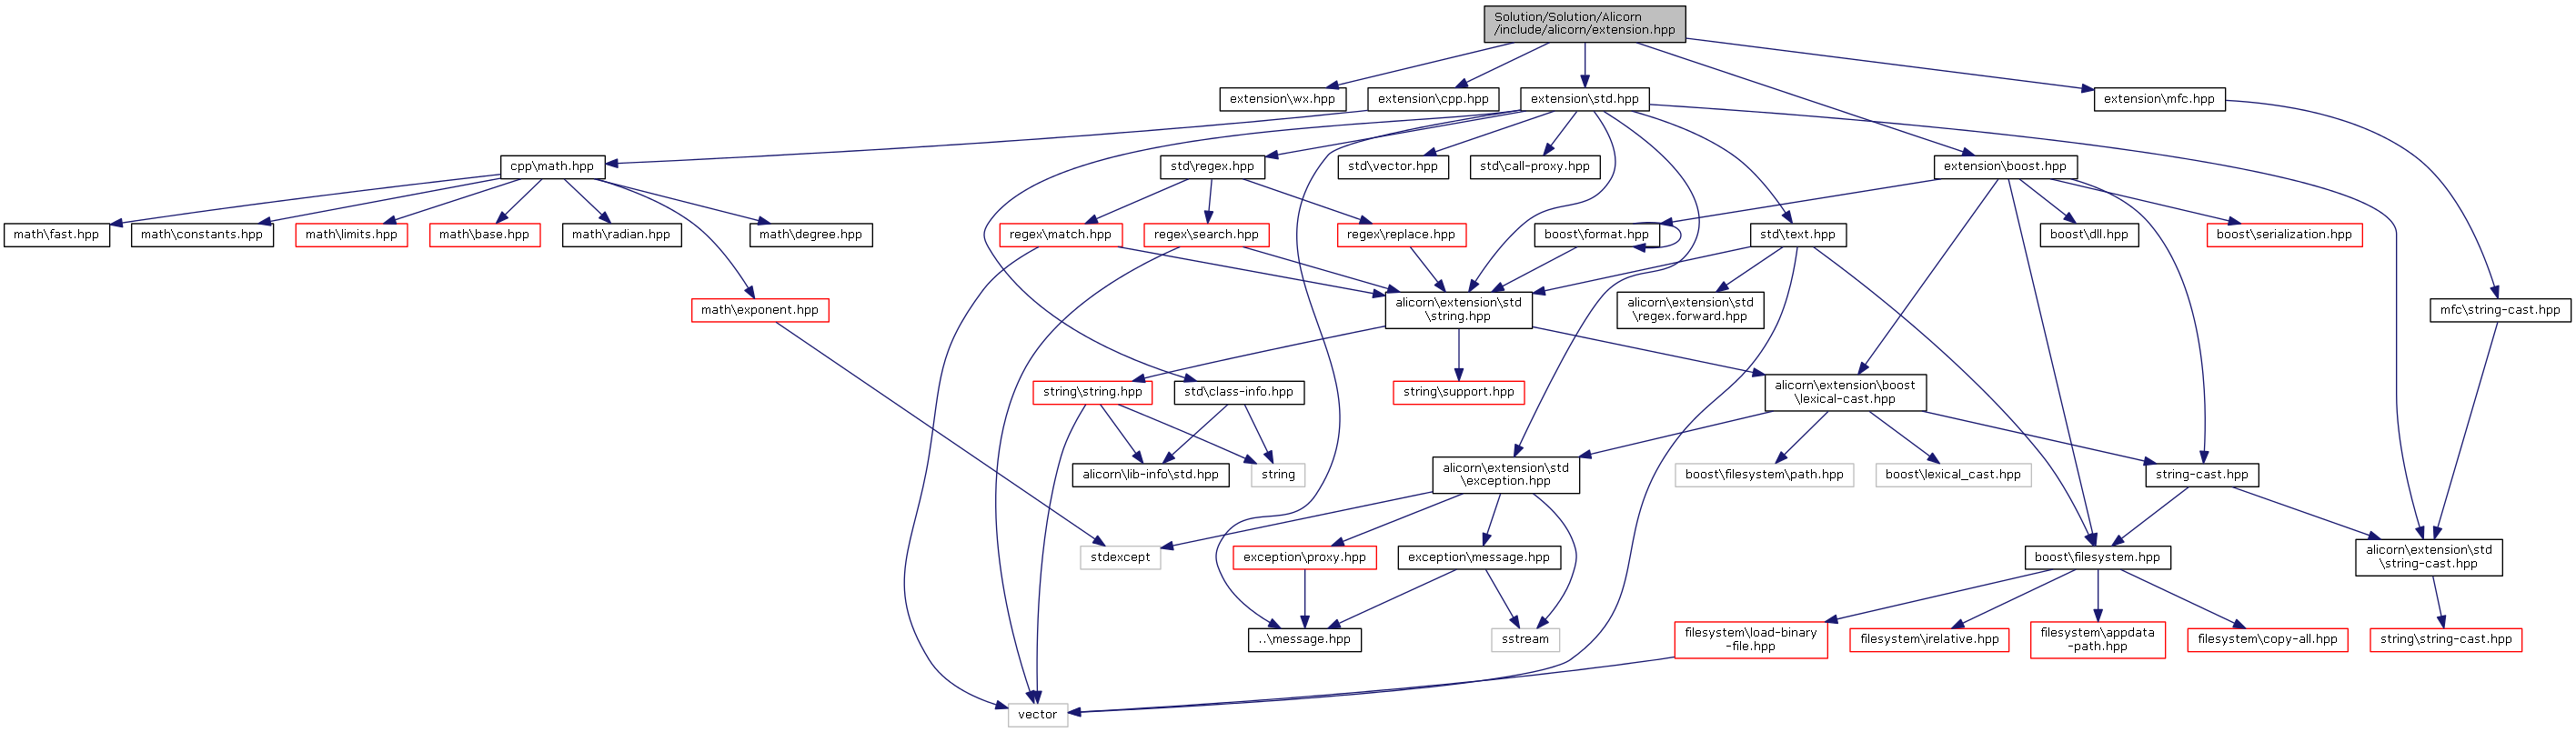 Solution/Solution/Alicorn
/include/alicorn/extension.hpp
extension\wx.hpp
extension\cpp.hpp
extension\std.hpp
extension\mfc.hpp
cpp\math.hpp
std\regex.hpp
std\vector.hpp
std\call-proxy.hpp
extension\boost.hpp
math\fast.hpp
math\constants.hpp
math\limits.hpp
math\base.hpp
math\radian.hpp
math\degree.hpp
regex\match.hpp
regex\search.hpp
regex\replace.hpp
boost\format.hpp
std\text.hpp
boost\dll.hpp
boost\serialization.hpp
math\exponent.hpp
alicorn\extension\std
\string.hpp
alicorn\extension\std
\regex.forward.hpp
mfc\string-cast.hpp
string\string.hpp
std\class-info.hpp
string\support.hpp
alicorn\extension\boost
\lexical-cast.hpp
alicorn\lib-info\std.hpp
string
alicorn\extension\std
\exception.hpp
boost\filesystem\path.hpp
boost\lexical_cast.hpp
string-cast.hpp
stdexcept
exception\proxy.hpp
exception\message.hpp
boost\filesystem.hpp
alicorn\extension\std
\string-cast.hpp
..\message.hpp
sstream
filesystem\load-binary
-file.hpp
filesystem\irelative.hpp
filesystem\appdata
-path.hpp
filesystem\copy-all.hpp
string\string-cast.hpp
vector